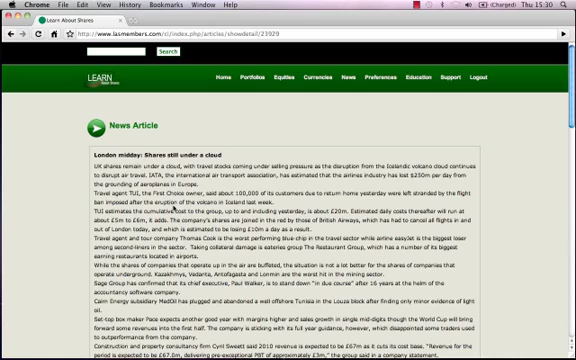 Chrome File Edit View History Bookmarks Window Help (Charged) Thu 15:30
Learn About Shares
http://www.lasmembers.com/cl/index.php/articles/showdetail/23929
Search
LEARN Home Portfolios Equities Currencies News Preferences Education Support Logout
News Article
London midday: Shares still under a cloud
UK shares remain under a cloud, with travel stocks coming under selling pressure as the disruption from the Icelandic volcano cloud continues
to disrupt air travel. IATA, the international air transport association, has estimated that the airlines industry has lost $250m per day from
the grounding of aeroplanes in Europe.
Travel agent TUI, the First Choice owner, said about 100,000 of its customers due to return home yesterday were left stranded by the flight
ban imposed after the eruption of the volcano in Iceland last week.
TUI estimates the cumulative cost to the group, up to and including yesterday, is about £20m. Estimated daily costs thereafter will run at
about £5m to £6m, it adds. The company's shares are joined in the red by those of British Airways, which has had to cancel all flights in and
out of London today, and which is estimated to be losing £10m a day as a result.
Travel agent and tour company Thomas Cook is the worst performing blue-chip in the travel sector while airline easyJet is the biggest loser
among second-liners in the sector. Taking collateral damage is eateries group The Restaurant Group, which has a number of its biggest
earning restaurants located in airports.
While the shares of companies that operate up in the air are buffeted, the situation is not a lot better for the shares of companies that
operate underground. Kazakhmys, Vedanta, Antofagasta and Lonmin are the worst hit in the mining sector.
Sage Group has confirmed that its chief executive, Paul Walker, is to stand down "in due course" after 16 years at the helm of the
accountancy software company.
Cairn Energy subsidiary MedOil has plugged and abandoned a well offshore Tunisia in the Louza block after finding only minor evidence of light
oil.
Set-top box maker Pace expects another good year with margins higher and sales growth in single mid-digits though the World Cup will bring
forward some revenues into the first half. The company is sticking with its full year guidance, however, which disappointed some traders used
to outperformance from the company.
Construction and property consultancy firm Cyril Sweett said 2010 revenue is expected to be £67m as it cuts its cost base. "Revenue for the
period is expected to be £67.0m, delivering pre-exceptional PBT of approximately £3m," the group said in a company statement.